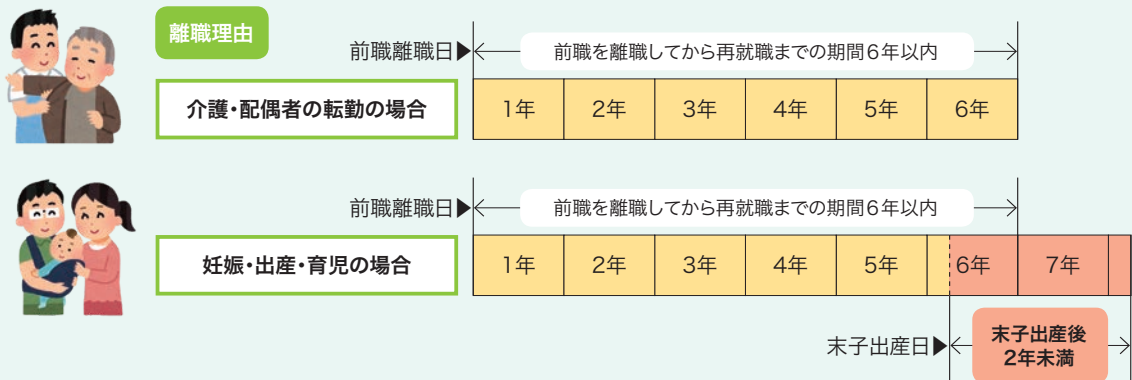 離職理由
前職離職日▶
前職を離職してから再就職までの期間6年以内
介護・配偶者の転勤の場合
1年 2年 3年 4年 5年 6年
前職離職日▶
前職を離職してから再就職までの期間6年以内
妊娠・出産・育児の場合
1年 2年 3年 4年 5年 6年 7年
末子出産日▶
末子出産後
2年未満